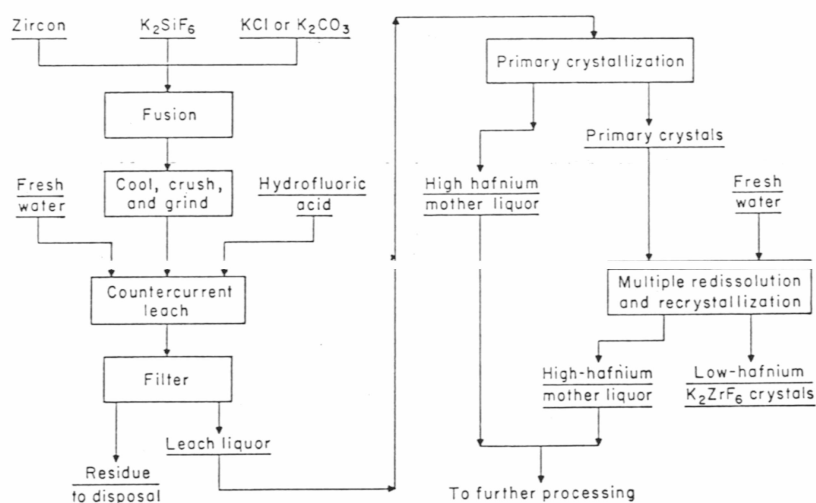 Zircon
K₂SiF₆
KCl or K₂CO₃
Fusion
Fresh
water
Cool, crush,
and grind
Hydrofluoric
acid
Countercurrent
leach
Filter
Leach liquor
Residue
to disposal
Primary crystallization
Primary crystals
High hafnium
mother liquor
Fresh
water
Multiple redissolution
and recrystallization
High-hafnium
mother liquor
Low-hafnium
K₂ZrF₆ crystals
To further processing